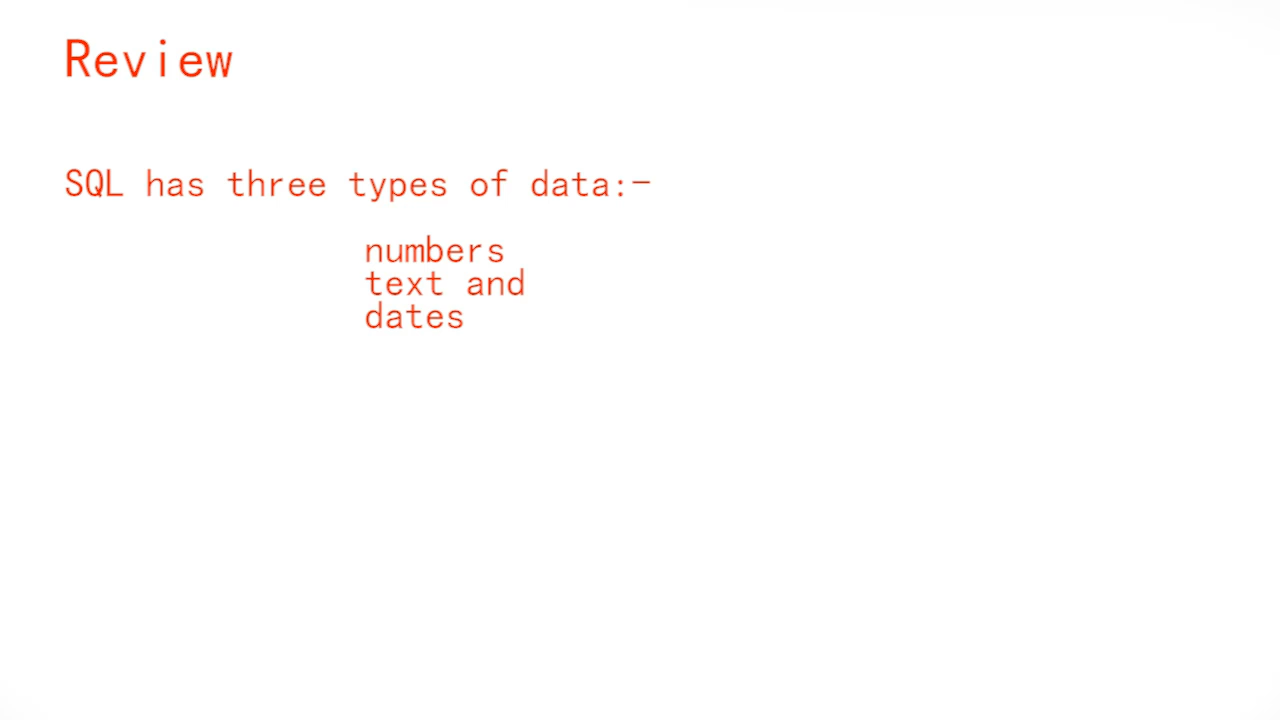 Review
SQL has three types of data:-
numbers
text and
dates